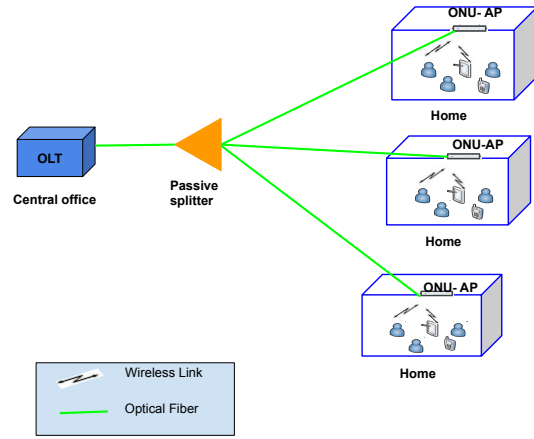 ONU- AP
Home
ONU-AP
OLT
Central office
Passive
splitter
Home
ONU- AP
Home
Wireless Link
Optical Fiber